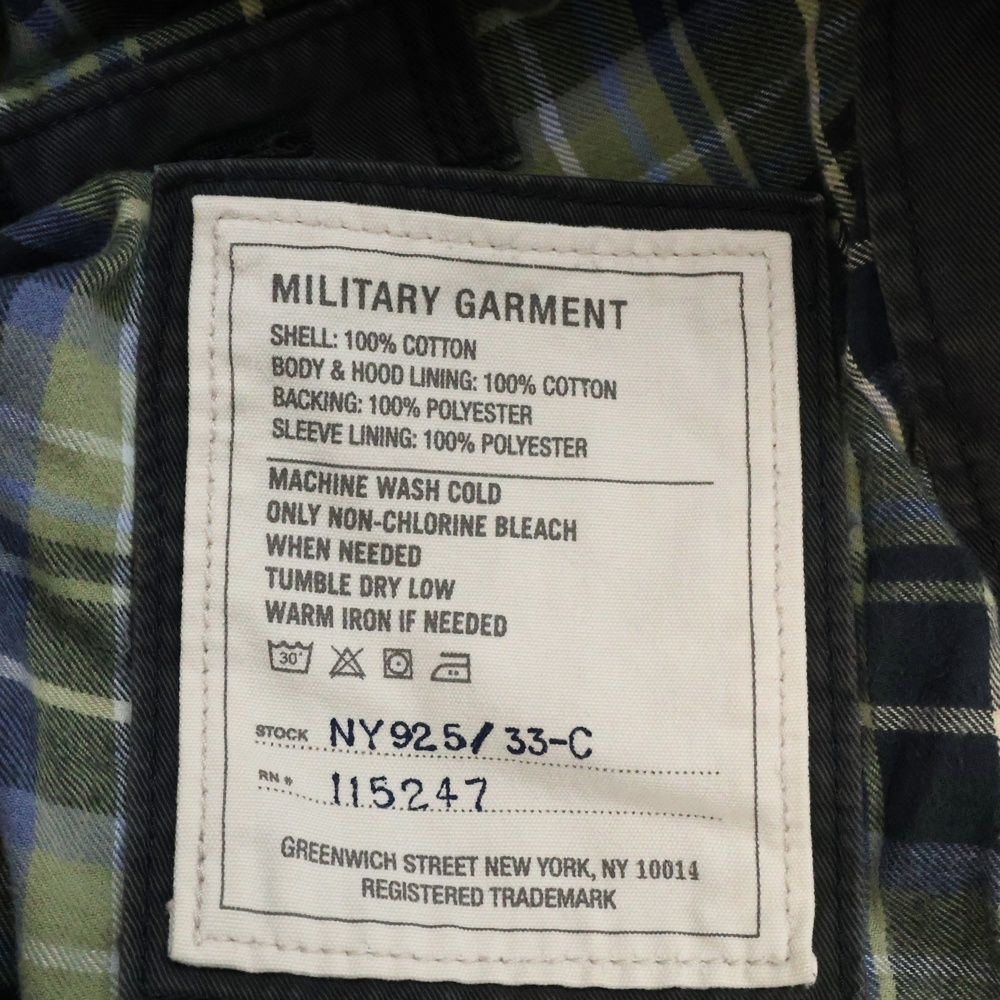 MILITARY GARMENT
SHELL: 100% COTTON
BODY & HOOD LINING: 100% COTTON
BACKING: 100% POLYESTER
SLEEVE LINING: 100% POLYESTER
MACHINE WASH COLD
ONLY NON-CHLORINE BLEACH
WHEN NEEDED
TUMBLE DRY LOW
WARM IRON IF NEEDED
30°
STOCK NY925/33-C
RN # 115247
GREENWICH STREET NEW YORK, NY 10014
REGISTERED TRADEMARK